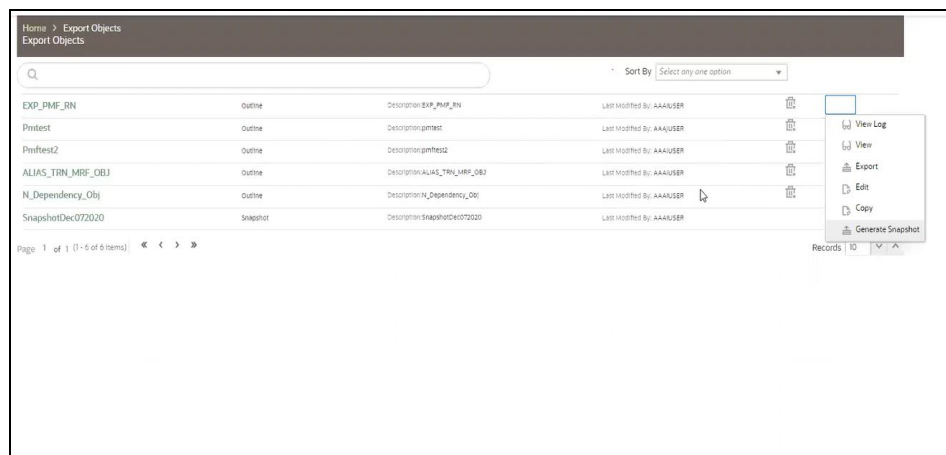 Home > Export Objects
Export Objects
Sort By Select any one option
EXP_PMF_RN Outline Description:EXP_PMF_RN Last Modified By: AAAIUSER
Pmtest Outline Description:pmtest Last Modified By: AAAIUSER
Pmftest2 Outline Description:pmftest2 Last Modified By: AAAIUSER
ALIAS_TRN_MRF_OBJ Outline Description:ALIAS_TRN_MRF_OBJ Last Modified By: AAAIUSER
N_Dependency_Obj Outline Description:N_Dependency_Obj Last Modified By: AAAIUSER
SnapshotDec072020 Snapshot Description:SnapshotDec072020 Last Modified By: AAAIUSER
View Log
View
Export
Edit
Copy
Generate Snapshot
Page 1 of 1 (1 - 6 of 6 items) « < > » Records 10